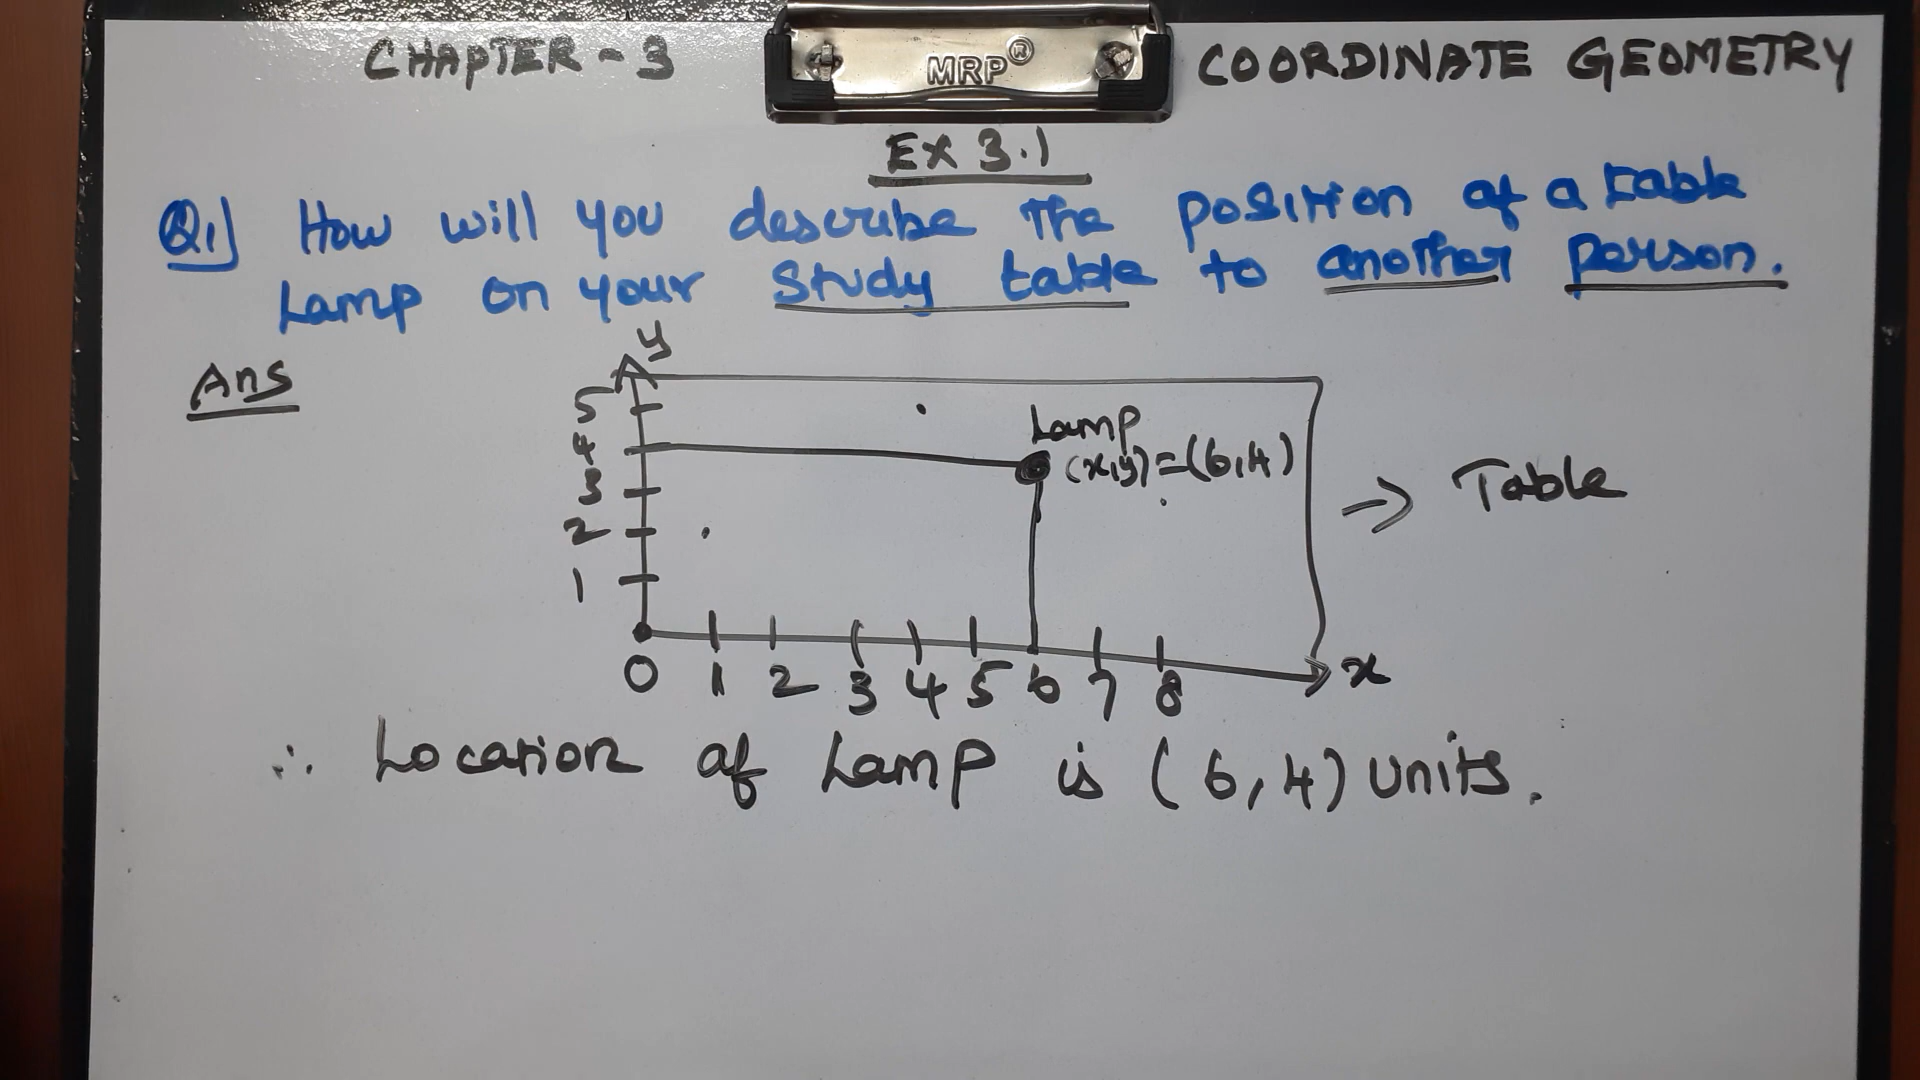 CHAPTER - 3
MRP®
COORDINATE GEOMETRY
EX 3.1
Q1) How will you describe the position of a table
Lamp on your study table to another person.
Ans
y
5
4
3
2
1
Lamp
(x,y) = (6,4)
→ Table
0 1 2 3 4 5 6 7 8
x
∴ Location of Lamp is (6,4) units.